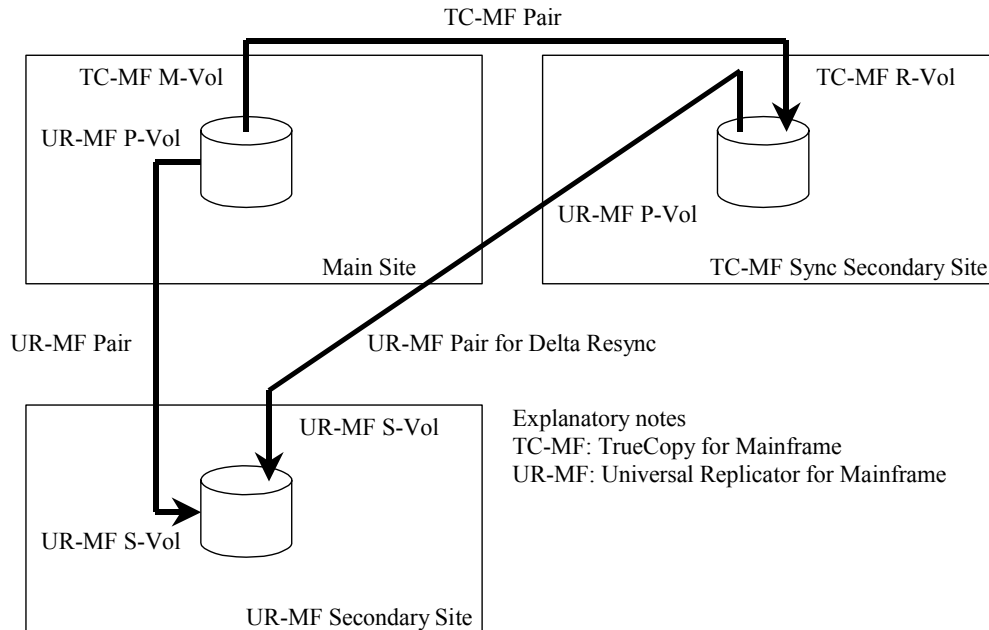 TC-MF Pair
TC-MF M-Vol
TC-MF R-Vol
UR-MF P-Vol
UR-MF P-Vol
Main Site
TC-MF Sync Secondary Site
UR-MF Pair
UR-MF Pair for Delta Resync
UR-MF S-Vol
Explanatory notes
TC-MF: TrueCopy for Mainframe
UR-MF: Universal Replicator for Mainframe
UR-MF S-Vol
UR-MF Secondary Site